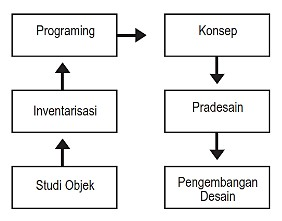 Programing
Konsep
Inventarisasi
Pradesain
Studi Objek
Pengembangan
Desain